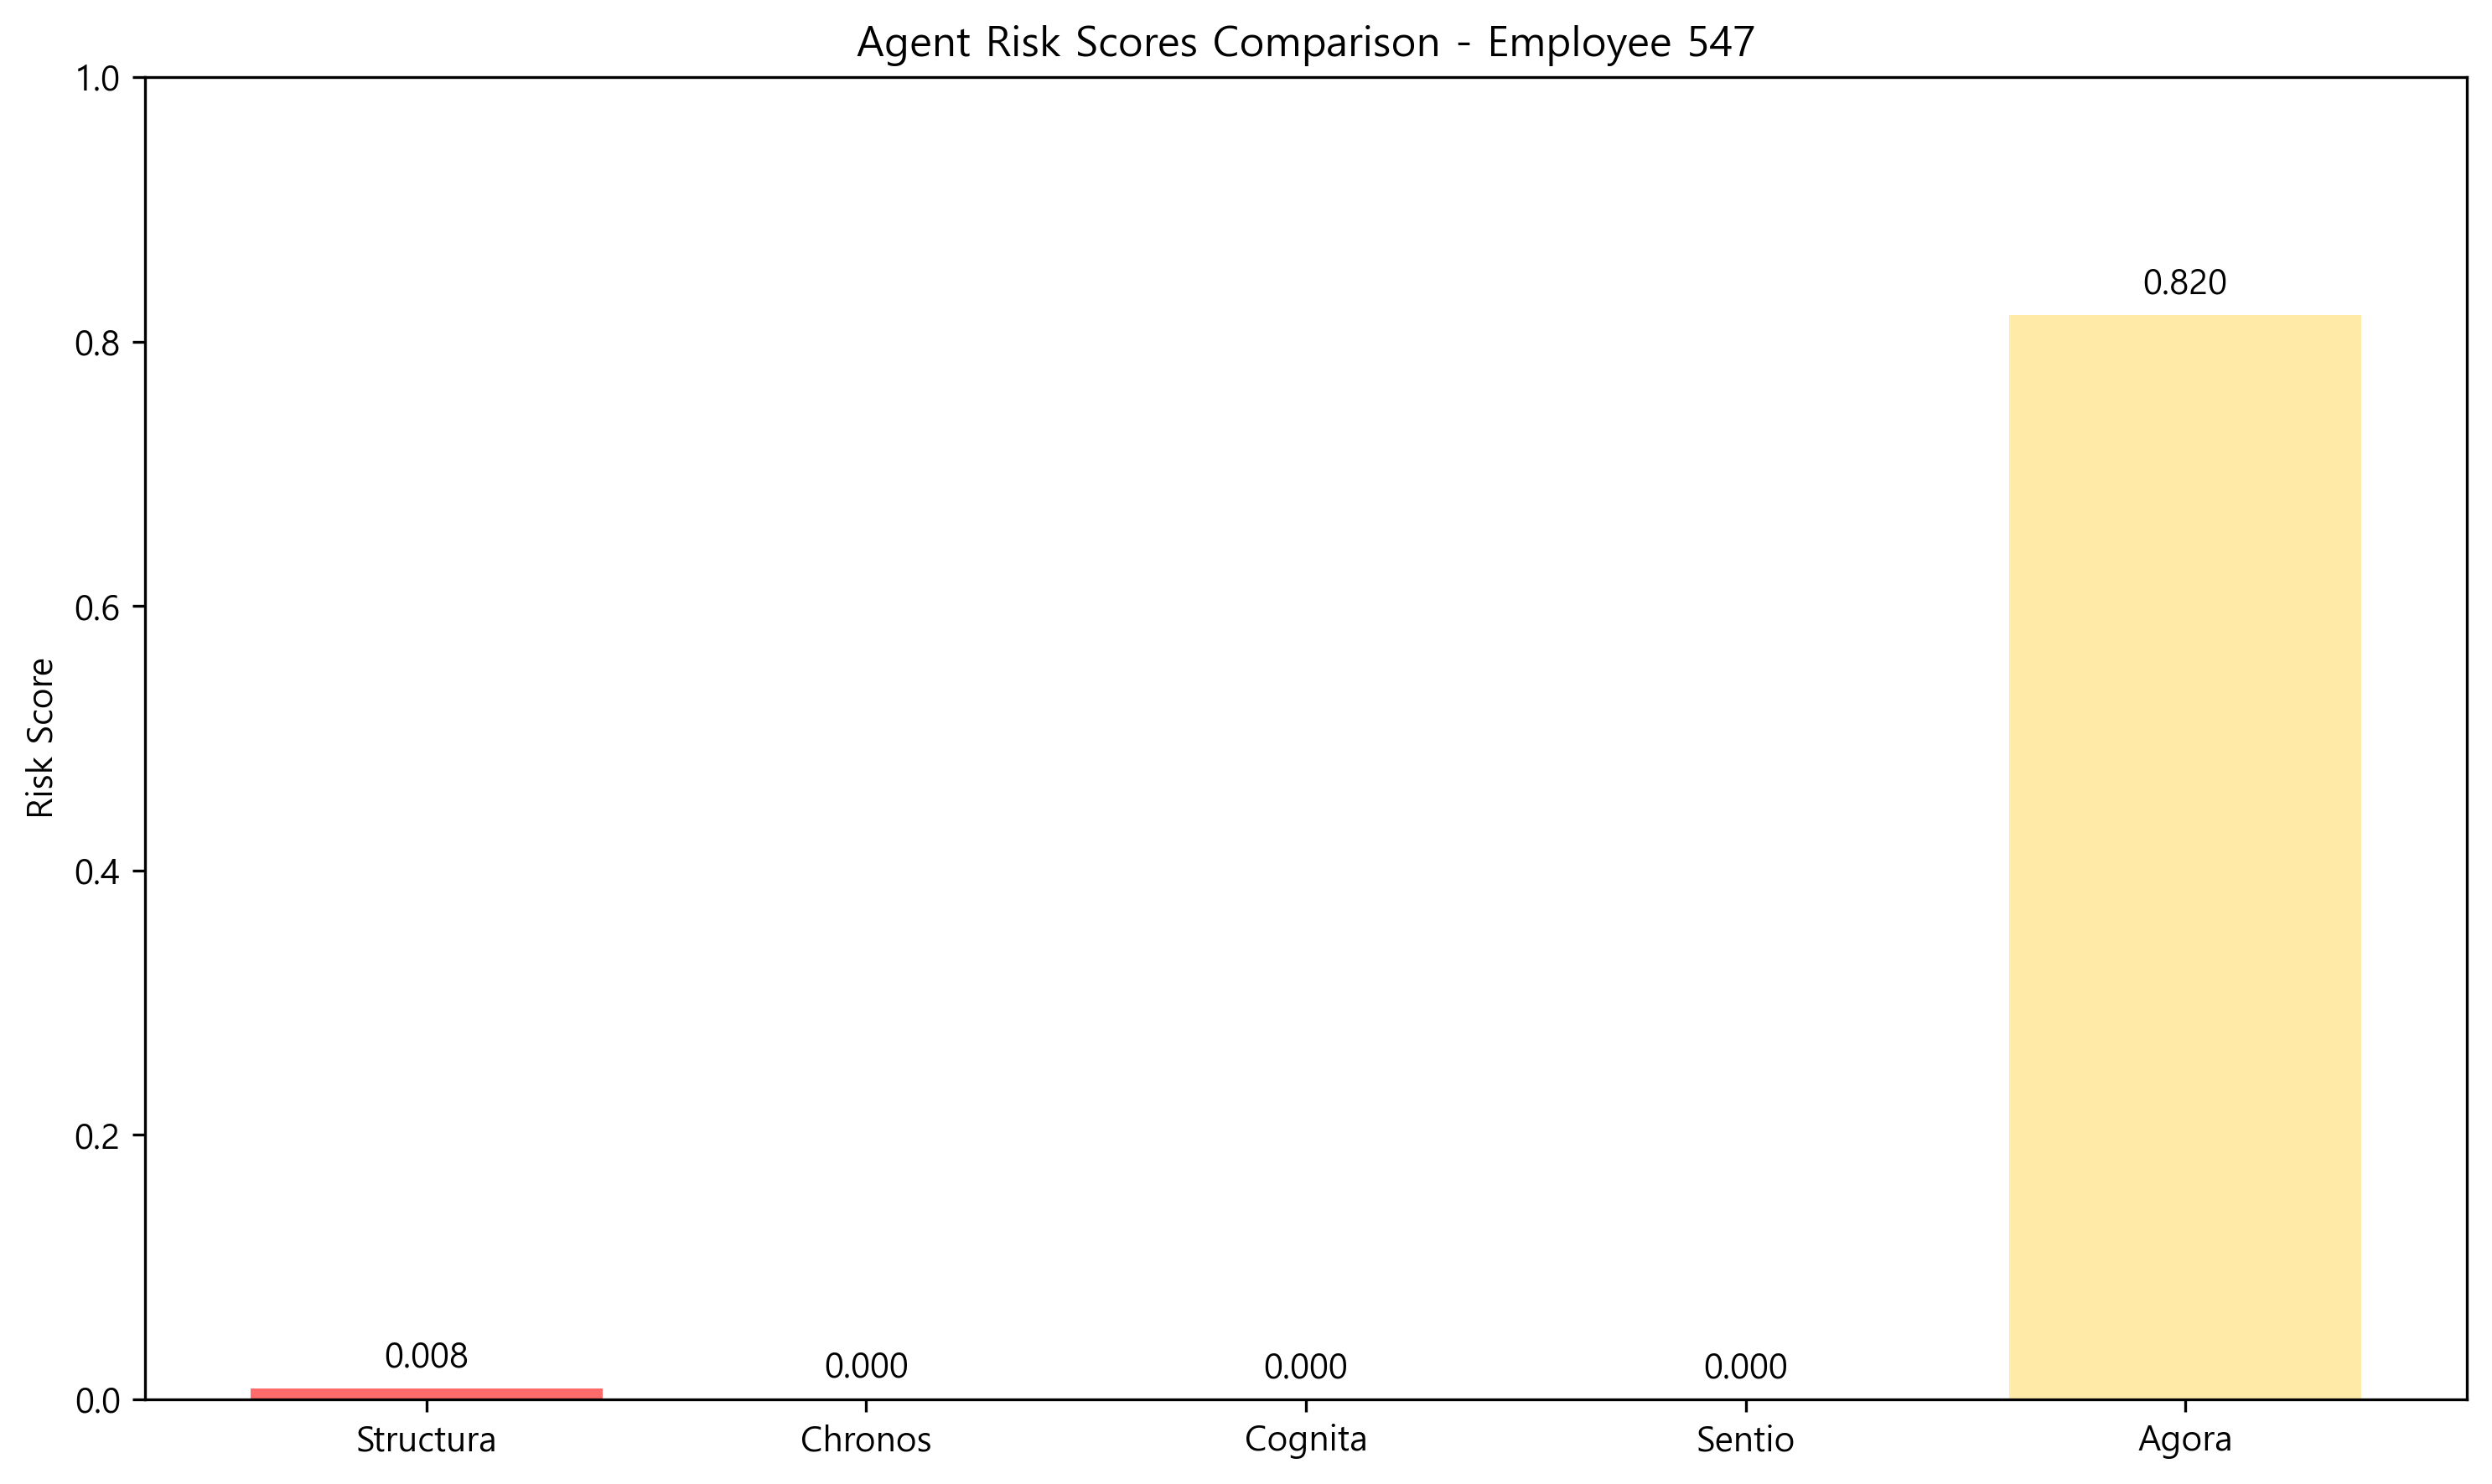 Agent Risk Scores Comparison - Employee 547
1.0
0.8
0.6
0.4
0.2
0.0
Risk Score
0.008
0.000
0.000
0.000
0.820
Structura
Chronos
Cognita
Sentio
Agora